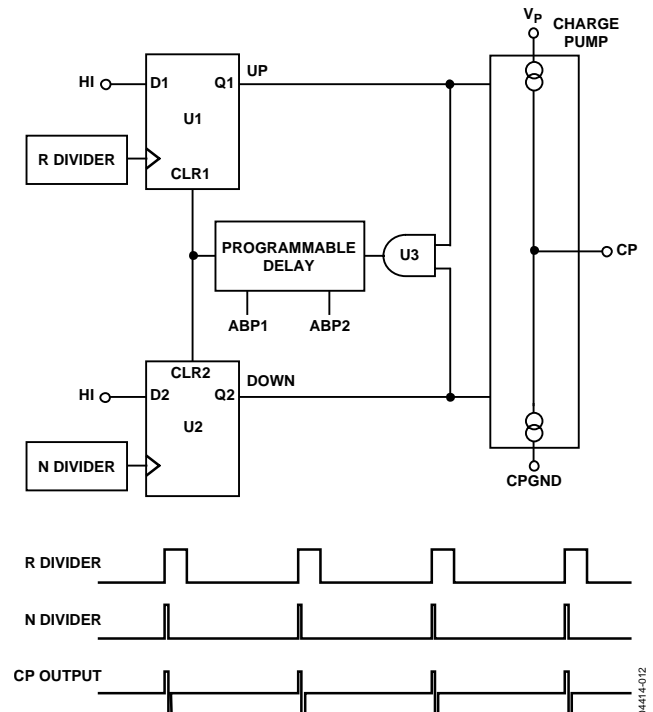 V_P
CHARGE
PUMP
UP
HI
D1
Q1
U1
R DIVIDER
CLR1
PROGRAMMABLE
DELAY
U3
CP
ABP1
ABP2
CLR2
DOWN
HI
D2
Q2
U2
N DIVIDER
CPGND
R DIVIDER
N DIVIDER
CP OUTPUT
04414-012